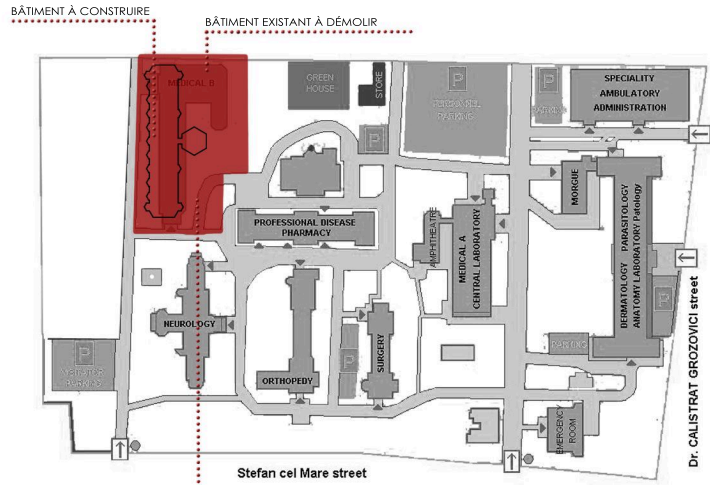 BÂTIMENT À CONSTRUIRE
BÂTIMENT EXISTANT À DÉMOLIR
MEDICAL B
GREEN
HOUSE
STORE
P
P
PARKING
P
P
SPECIALITY
AMBULATORY
ADMINISTRATION
PROFESSIONAL DISEASE
PHARMACY
AMPHITHEATRE
MEDICAL A
CENTRAL LABORATORY
MORGUE
DERMATOLOGY PARASITOLOGY
ANATOMY LABORATORY Patology
P
NEUROLOGY
ORTHOPEDY
P
SURGERY
PARKING
P
PARKING
EMERGENCY
ROOM
Stefan cel Mare street
Dr. CALISTRAT GROZOVICI street